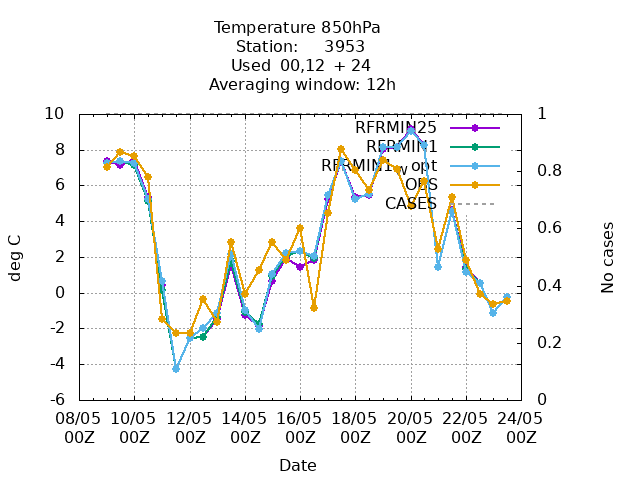 Temperature 850hPa
Station: 3953
Used 00,12 + 24
Averaging window: 12h
10
8
6
4
2
0
-2
-4
-6
deg C
1
0.8
0.6
0.4
0.2
0
No cases
RFRMIN25
RFRMIN1
RFRMIN1_w_opt
OBS
CASES
08/05 10/05 12/05 14/05 16/05 18/05 20/05 22/05 24/05
00Z 00Z 00Z 00Z 00Z 00Z 00Z 00Z 00Z
Date